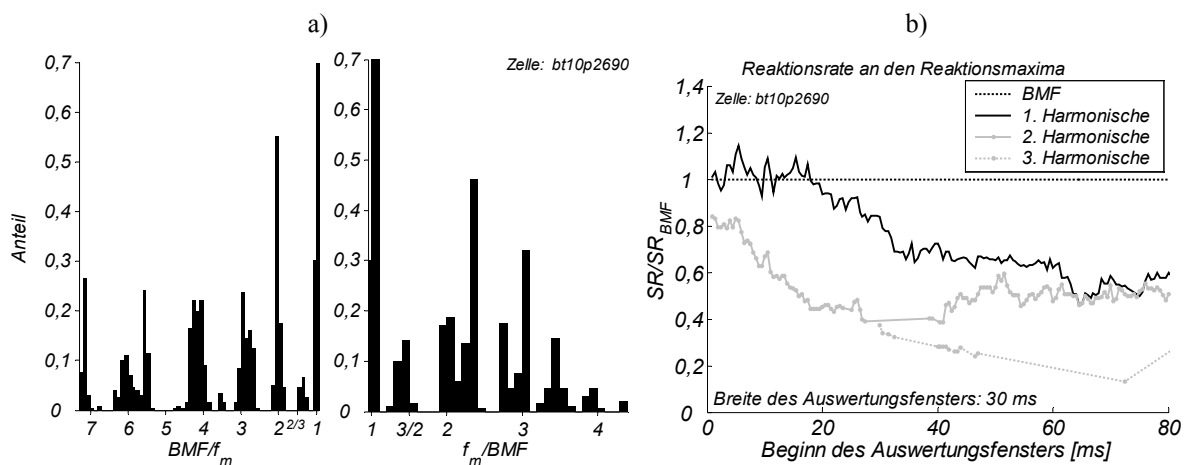 a)
b)
0,7
0,6
0,5
0,4
0,3
0,2
0,1
0
Anteil
7 6 5 4 3 2 2/3 1
BMF/fm
Zelle: bt10p2690
0,7
0,6
0,5
0,4
0,3
0,2
0,1
0
1 3/2 2 3 4
f_m/BMF
Reaktionsrate an den Reaktionsmaxima
Zelle: bt10p2690
BMF
1. Harmonische
2. Harmonische
3. Harmonische
1,4
1,2
1
0,8
0,6
0,4
0,2
0
SR/SR_BMF
Breite des Auswertungsfensters: 30 ms
0 20 40 60 80
Beginn des Auswertungsfensters [ms]